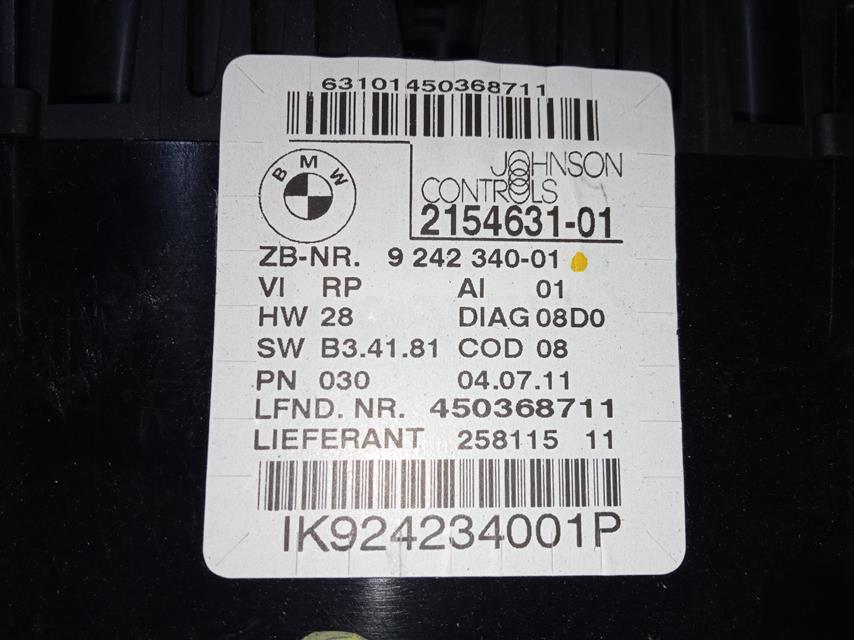 63101450368711
BMW
JOHNSON
CONTROLS
2154631-01
ZB-NR. 9 242 340-01
VI RP AI 01
HW 28 DIAG 08D0
SW B3.41.81 COD 08
PN 030 04.07.11
LFND. NR. 450368711
LIEFERANT 258115 11
IK924234001P